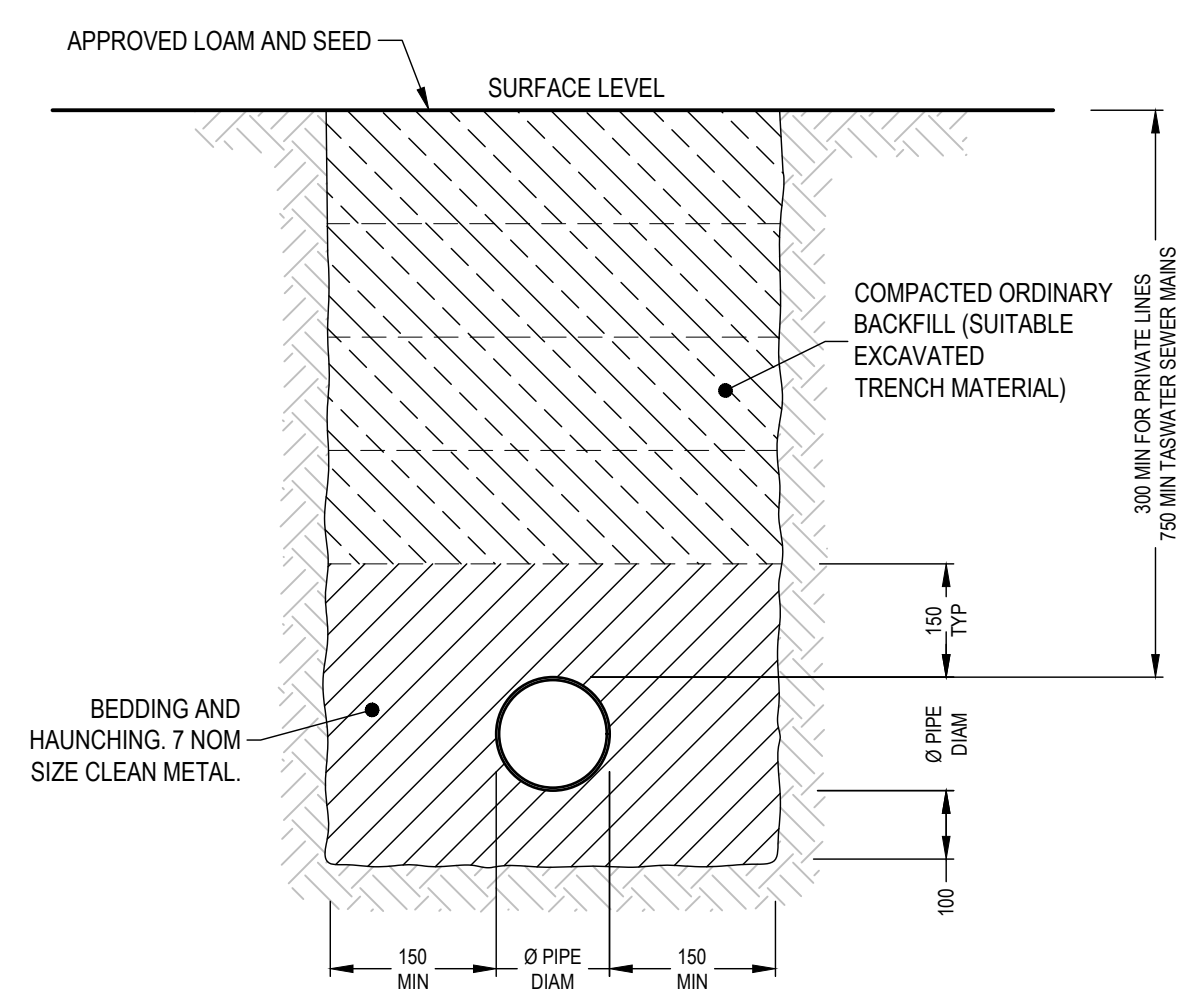 APPROVED LOAM AND SEED
SURFACE LEVEL
COMPACTED ORDINARY
BACKFILL (SUITABLE
EXCAVATED
TRENCH MATERIAL)
300 MIN FOR PRIVATE LINES
750 MIN TASWATER SEWER MAINS
150
TYP
BEDDING AND
HAUNCHING. 7 NOM
SIZE CLEAN METAL.
Ø PIPE
DIAM
100
150
MIN
Ø PIPE
DIAM
150
MIN